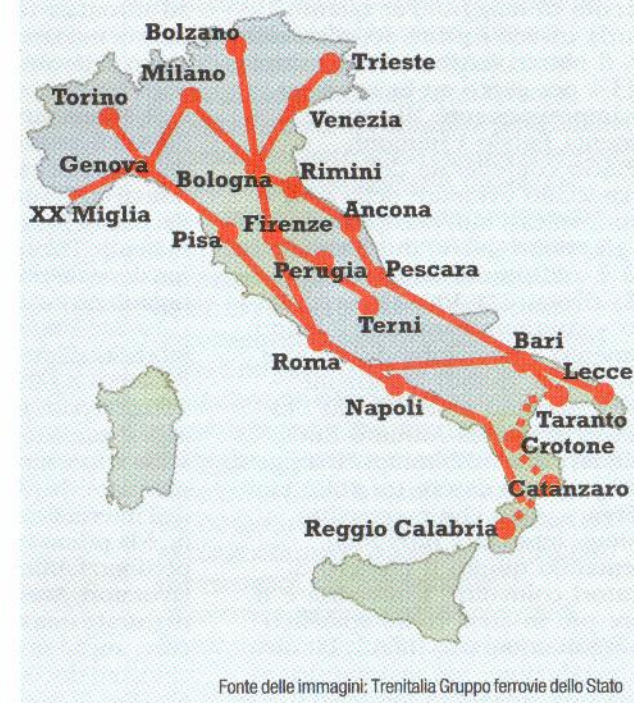 Bolzano
Trieste
Milano
Torino
Venezia
Genova
Bologna
Rimini
XX Miglia
Ancona
Pisa
Firenze
Perugia
Pescara
Terni
Roma
Bari
Lecce
Napoli
Taranto
Crotone
Catanzaro
Reggio Calabria
Fonte delle immagini: Trenitalia Gruppo ferrovie dello Stato